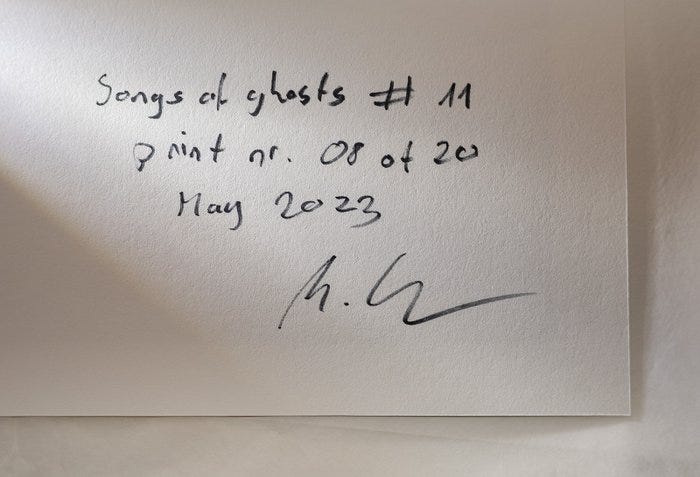 Songs of ghosts # 11
print nr. 08 of 20
May 2023